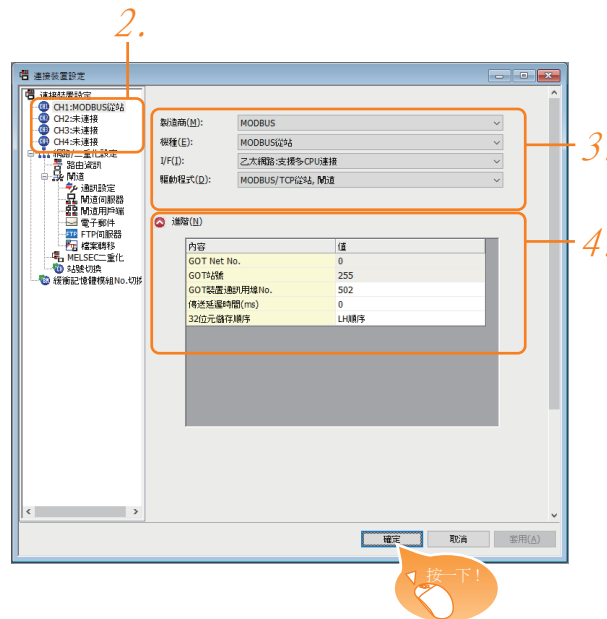 2.
連接裝置設定
連接裝置設定
CH1:MODBUS從站
CH2:未連接
CH3:未連接
CH4:未連接
網路/二重化設定
路由資訊
閘道
通訊設定
閘道伺服器
閘道用戶端
電子郵件
FTP伺服器
檔案轉移
MELSEC二重化
站號切換
緩衝記憶體模組No.切換
製造商(M):
MODBUS
機種(E):
MODBUS從站
I/F(I):
乙太網路:支援多CPU連接
驅動程式(D):
MODBUS/TCP從站, 閘道
3.
進階(N)
內容
值
GOT Net No.
0
GOT站號
255
GOT裝置通訊用埠No.
502
傳送延遲時間(ms)
0
32位元儲存順序
LH順序
4.
確定
取消
套用(A)
按一下!